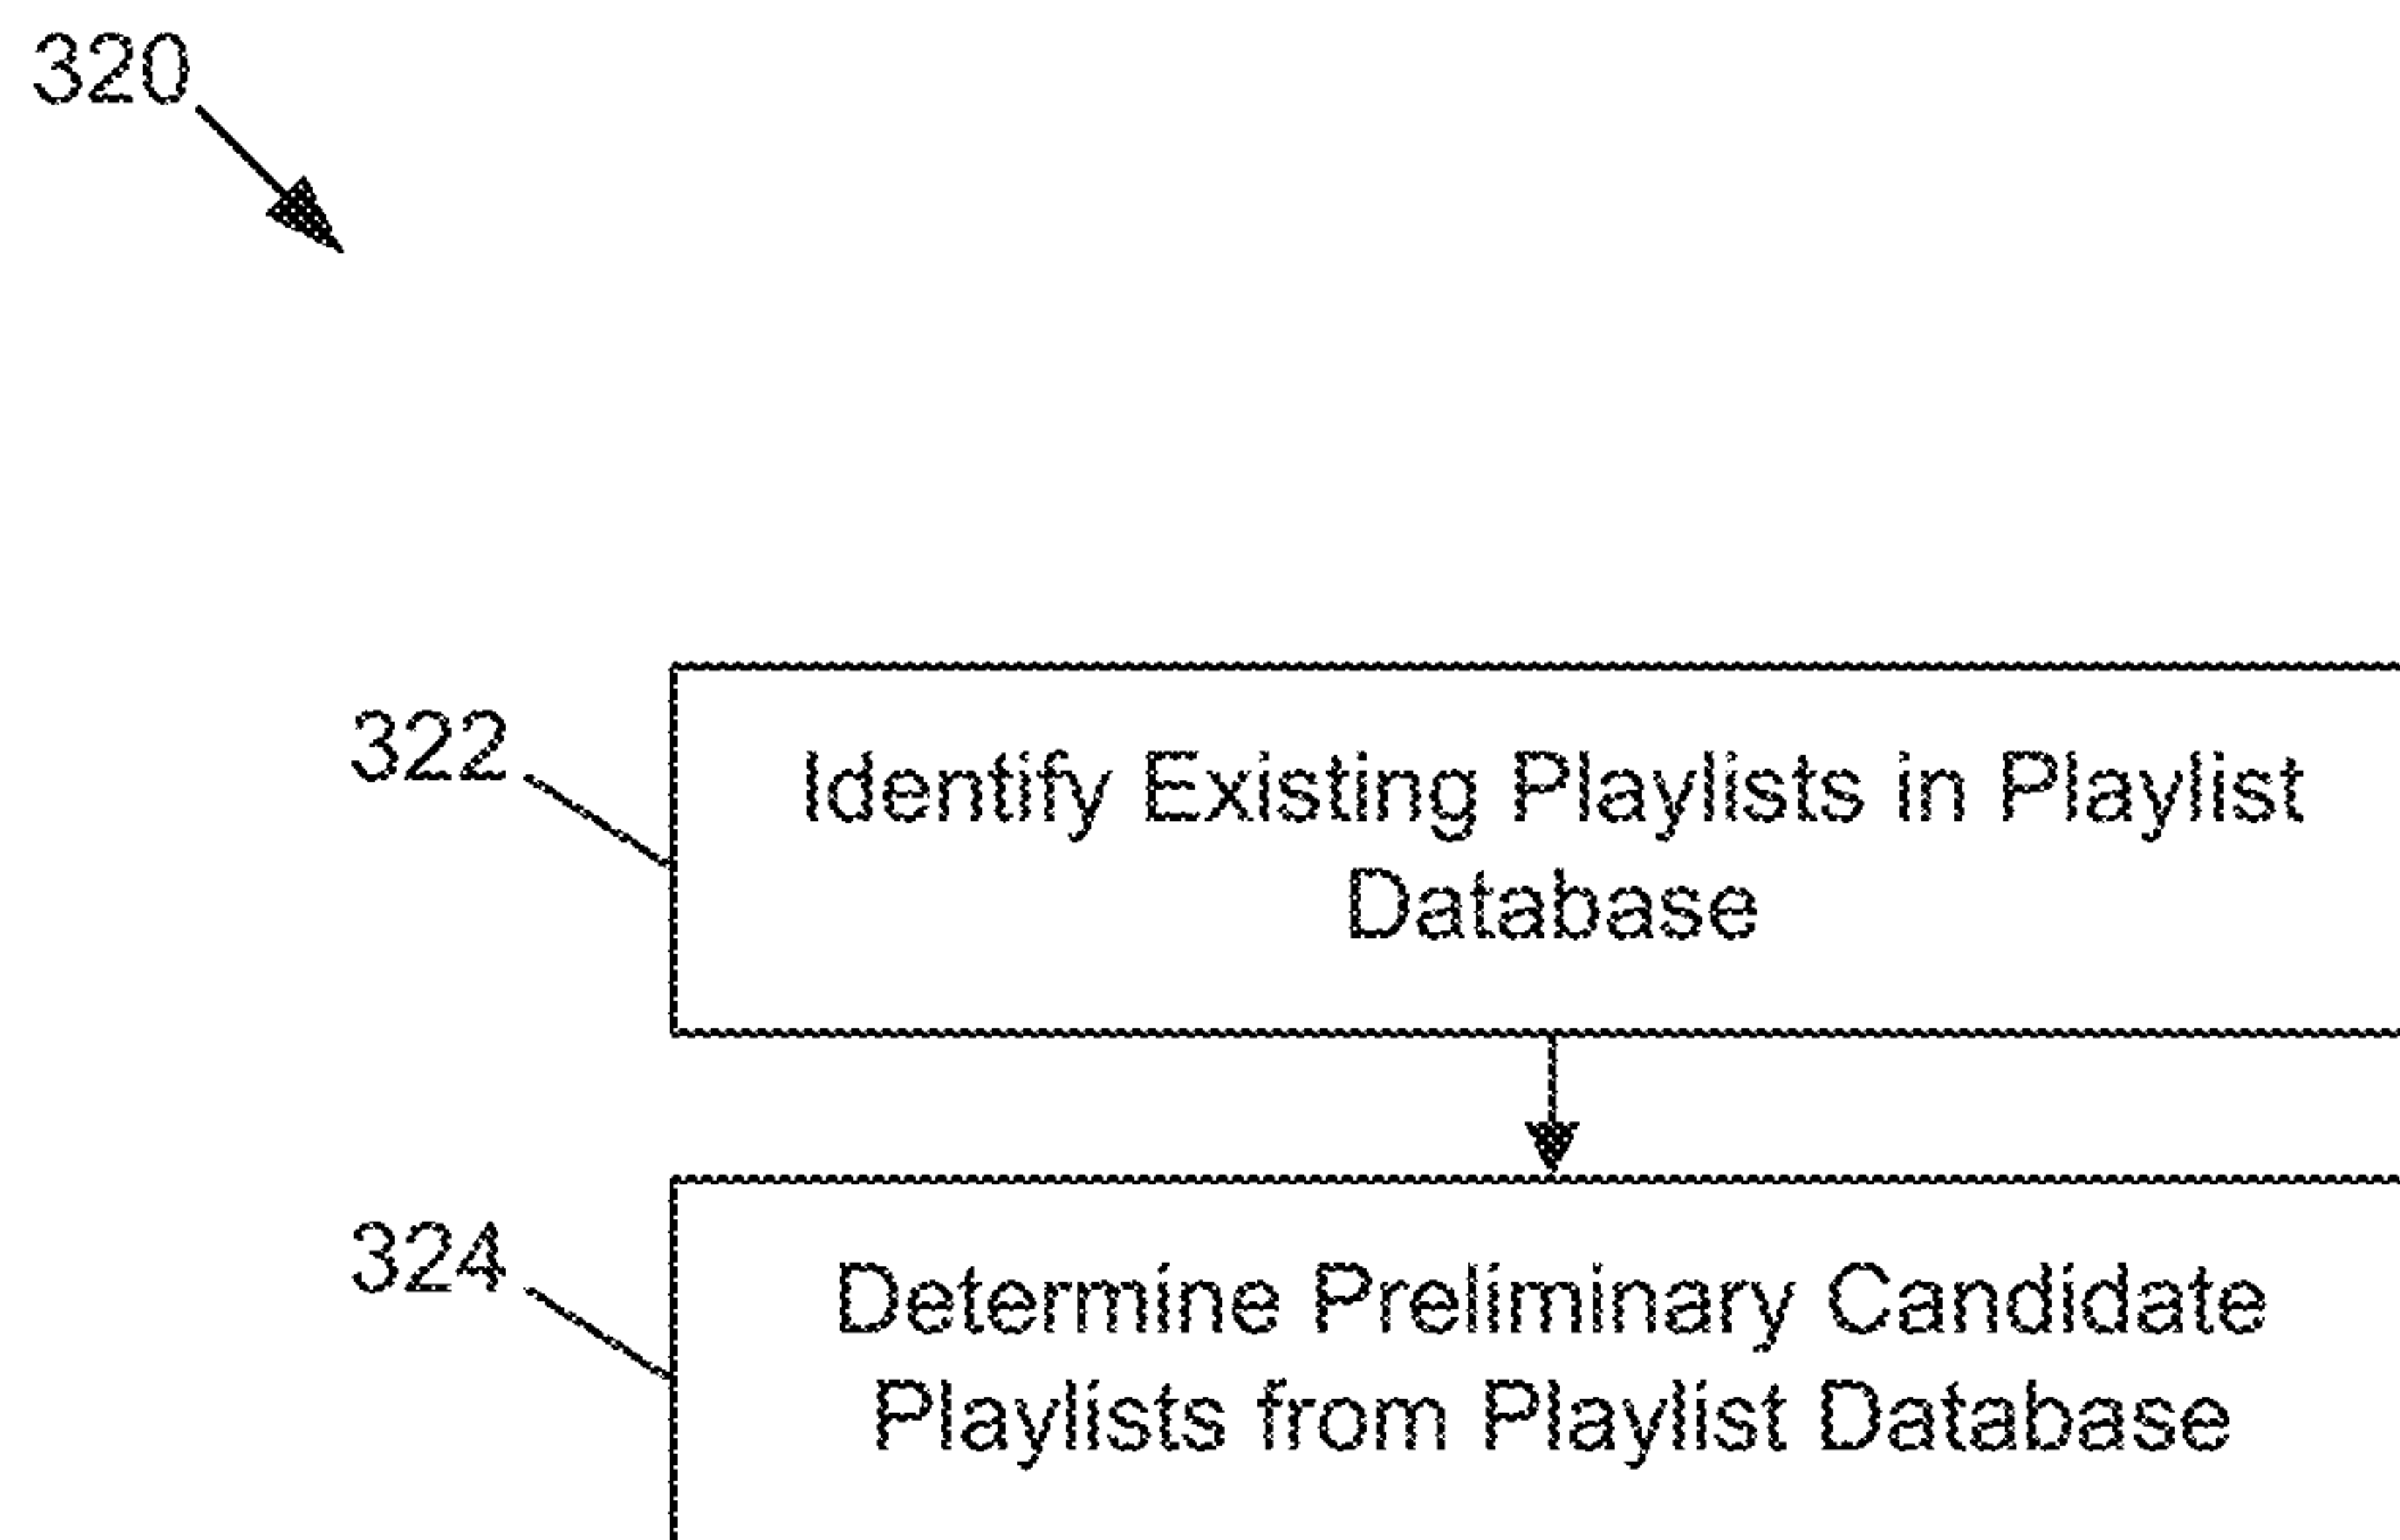 320
322
Identify Existing Playlists in Playlist
Database
324
Determine Preliminary Candidate
Playlists from Playlist Database